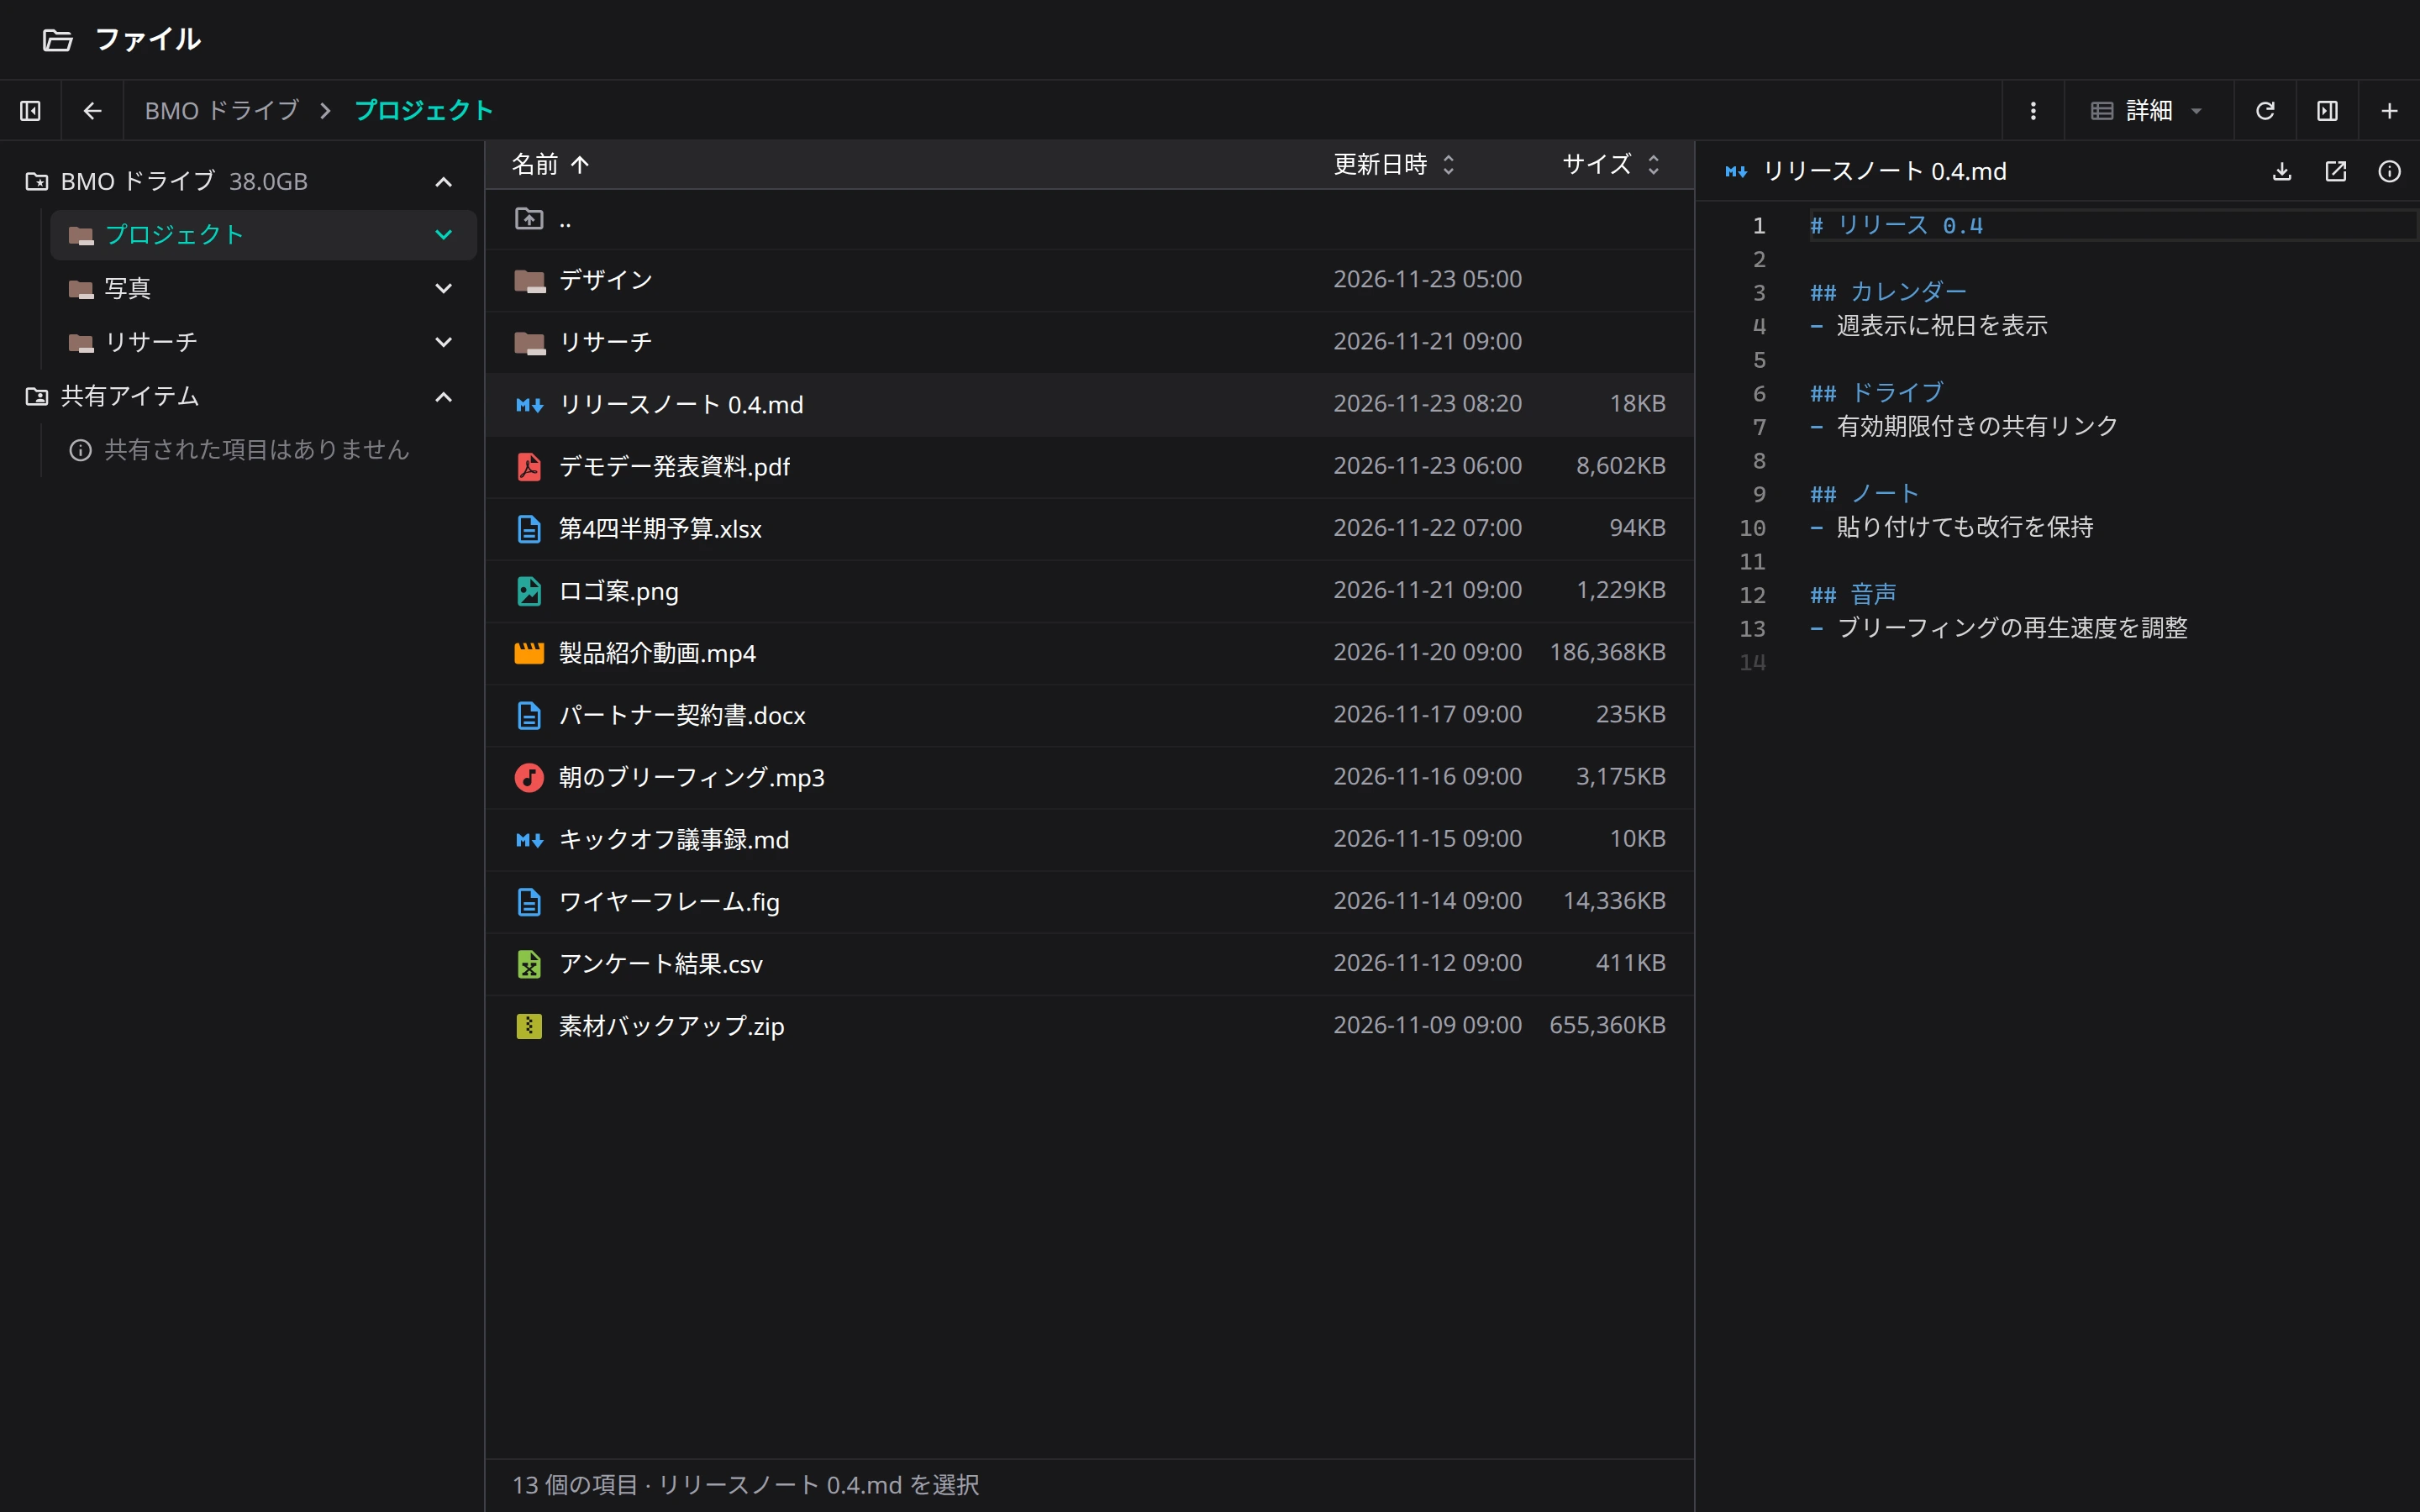 ファイル
BMO ドライブ プロジェクト
詳細
BMO ドライブ 38.0GB
プロジェクト
写真
リサーチ
共有アイテム
共有された項目はありません
名前 更新日時 サイズ
..
デザイン 2026-11-23 05:00
リサーチ 2026-11-21 09:00
リリースノート 0.4.md 2026-11-23 08:20 18KB
デモデー発表資料.pdf 2026-11-23 06:00 8,602KB
第4四半期予算.xlsx 2026-11-22 07:00 94KB
ロゴ案.png 2026-11-21 09:00 1,229KB
製品紹介動画.mp4 2026-11-20 09:00 186,368KB
パートナー契約書.docx 2026-11-17 09:00 235KB
朝のブリーフィング.mp3 2026-11-16 09:00 3,175KB
キックオフ議事録.md 2026-11-15 09:00 10KB
ワイヤーフレーム.fig 2026-11-14 09:00 14,336KB
アンケート結果.csv 2026-11-12 09:00 411KB
素材バックアップ.zip 2026-11-09 09:00 655,360KB
13 個の項目 · リリースノート 0.4.md を選択
リリースノート 0.4.md
1 # リリース 0.4
2
3 ## カレンダー
4 - 週表示に祝日を表示
5
6 ## ドライブ
7 - 有効期限付きの共有リンク
8
9 ## ノート
10 - 貼り付けても改行を保持
11
12 ## 音声
13 - ブリーフィングの再生速度を調整
14